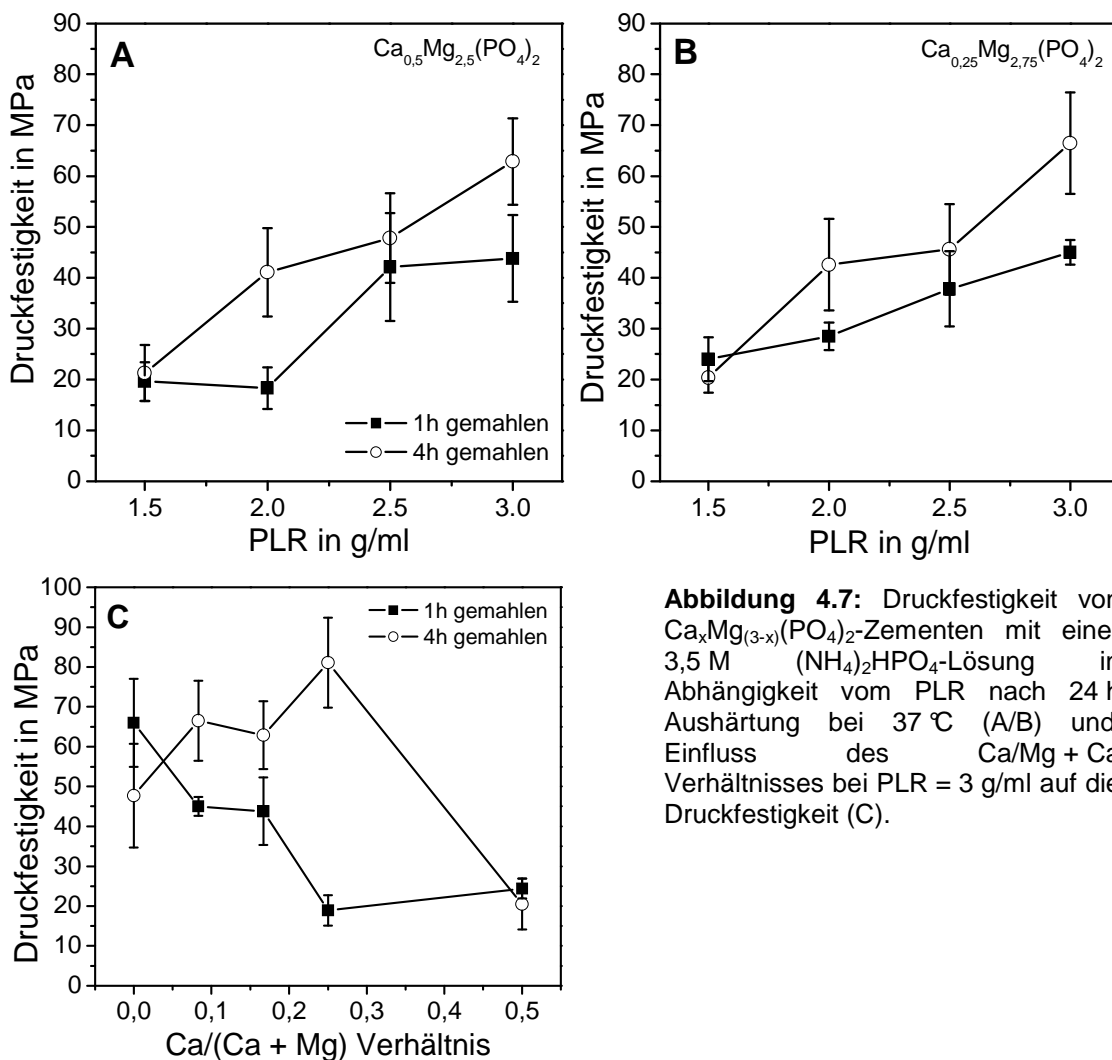 A
Ca0,5Mg2,5(PO4)2
90
80
70
60
50
40
30
20
10
0
Druckfestigkeit in MPa
1h gemahlen
4h gemahlen
1.5 2.0 2.5 3.0
PLR in g/ml
B
Ca0,25Mg2,75(PO4)2
90
80
70
60
50
40
30
20
10
0
Druckfestigkeit in MPa
1.5 2.0 2.5 3.0
PLR in g/ml
C
1h gemahlen
4h gemahlen
100
90
80
70
60
50
40
30
20
10
0
Druckfestigkeit in MPa
0,0 0,1 0,2 0,3 0,4 0,5
Ca/(Ca + Mg) Verhältnis
Abbildung 4.7: Druckfestigkeit von
CaxMg(3-x)(PO4)2-Zementen mit eine
3,5 M (NH4)2HPO4-Lösung in
Abhängigkeit vom PLR nach 24 h
Aushärtung bei 37 °C (A/B) und
Einfluss des Ca/Mg + Ca
Verhältnisses bei PLR = 3 g/ml auf die
Druckfestigkeit (C).